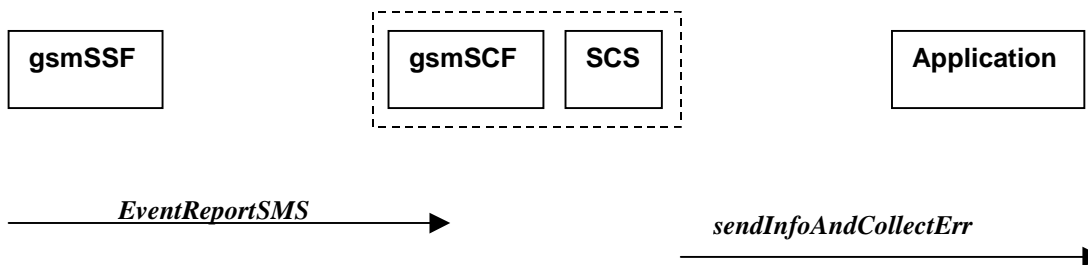 gsmSSF
gsmSCF
SCS
Application
EventReportSMS
sendInfoAndCollectErr